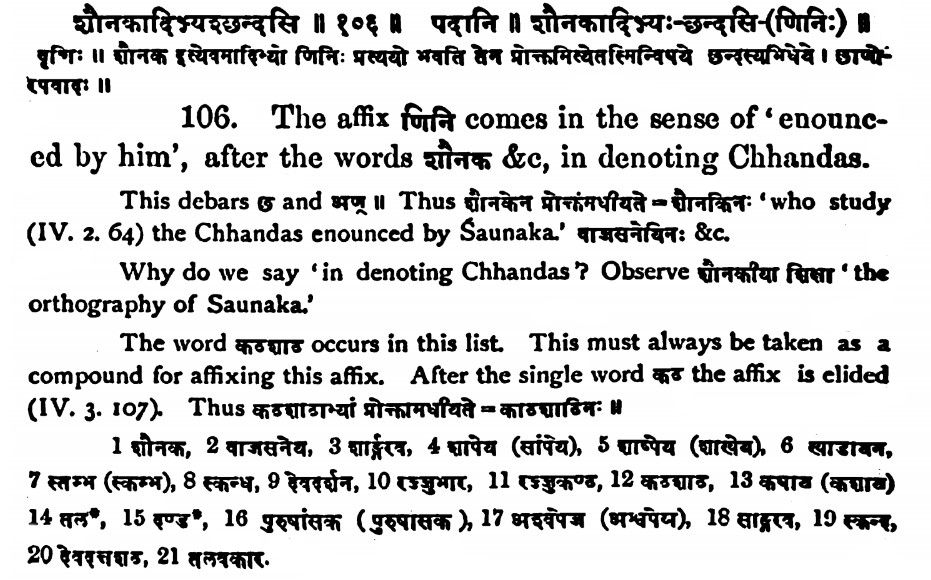 शौनकादिभ्यश्छन्दसि ॥ १०६ ॥ पदानि ॥ शौनकादिभ्यः-छन्दसि-(णिनिः) ॥
वृत्तिः ॥ शौनक इत्येवमादिभ्यो णिनिः प्रत्ययो भवति तेन प्रोक्तमित्येतस्मिन्विषये छन्दस्यभिधेये । छाणो-
रपवादः ॥
106. The affix णिनि comes in the sense of ‘enounc-
ed by him’, after the words शौनक &c, in denoting Chhandas.
This debars छ and अण् ॥ Thus शौनकेन प्रोक्तंमधीयते = शौनकिनः ‘who study
(IV. 2. 64) the Chhandas enounced by Śaunaka.’ वाजसनेयिनः &c.
Why do we say ‘in denoting Chhandas’? Observe शौनकीया शिक्षा ‘the
orthography of Saunaka.’
The word कठशाठ occurs in this list. This must always be taken as a
compound for affixing this affix. After the single word कठ the affix is elided
(IV. 3. 107). Thus कठशाठाभ्यां प्रोक्तामधीयते = काठशाठिनः ॥
1 शौनक, 2 वाजसनेय, 3 शार्ङ्गरव, 4 शापेय (सांपेय), 5 शाष्पेय (शाखेय), 6 खाडायन,
7 स्तम्भ (स्कम्भ), 8 स्कन्ध, 9 देवदर्शन, 10 रज्जुभार, 11 रज्जुकण्ठ, 12 कठशाठ, 13 कषाय (कशाय)
14 तल*, 15 दण्ड*, 16 पुरुषांसक (पुरुषासक), 17 अश्वपेज (अश्वपेय), 18 साङ्गरव, 19 स्कन्द,
20 देवदत्तशठ, 21 तलवकार.